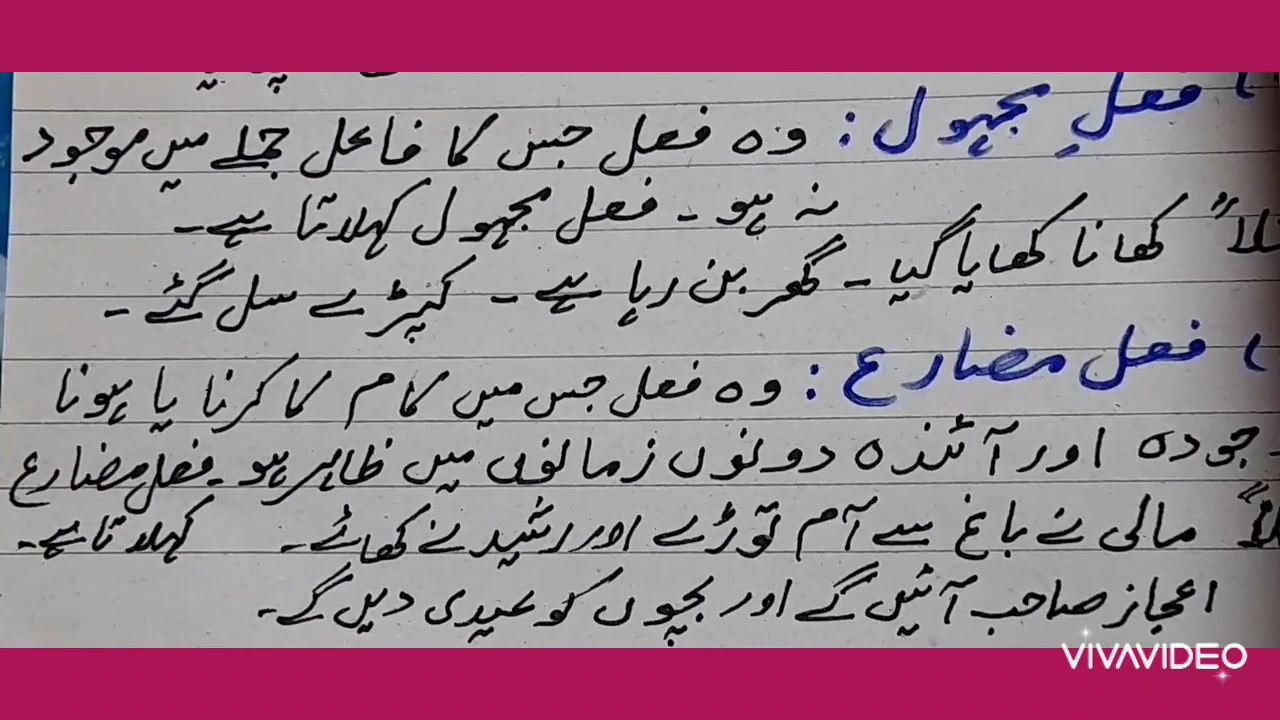 فعلِ مجہول: وہ فعل جس کا فاعل جملے میں موجود
نہ ہو۔ فعل مجہول کہلاتا ہے۔
کھانا کھایا گیا۔ گھر بن رہا ہے۔ کپڑے سل گئے۔
فعل مضارع: وہ فعل جس میں کام کا کرنا یا ہونا
جودہ اور آئندہ دونوں زمانوں میں ظاہر ہو۔ فعل مضارع
مالی نے باغ سے آم توڑے اور رشید نے کھائے۔ کہلاتا ہے۔
اعجاز صاحب آئیں گے اور بچوں کو عیدی دیں گے۔
VIVAVIDEO